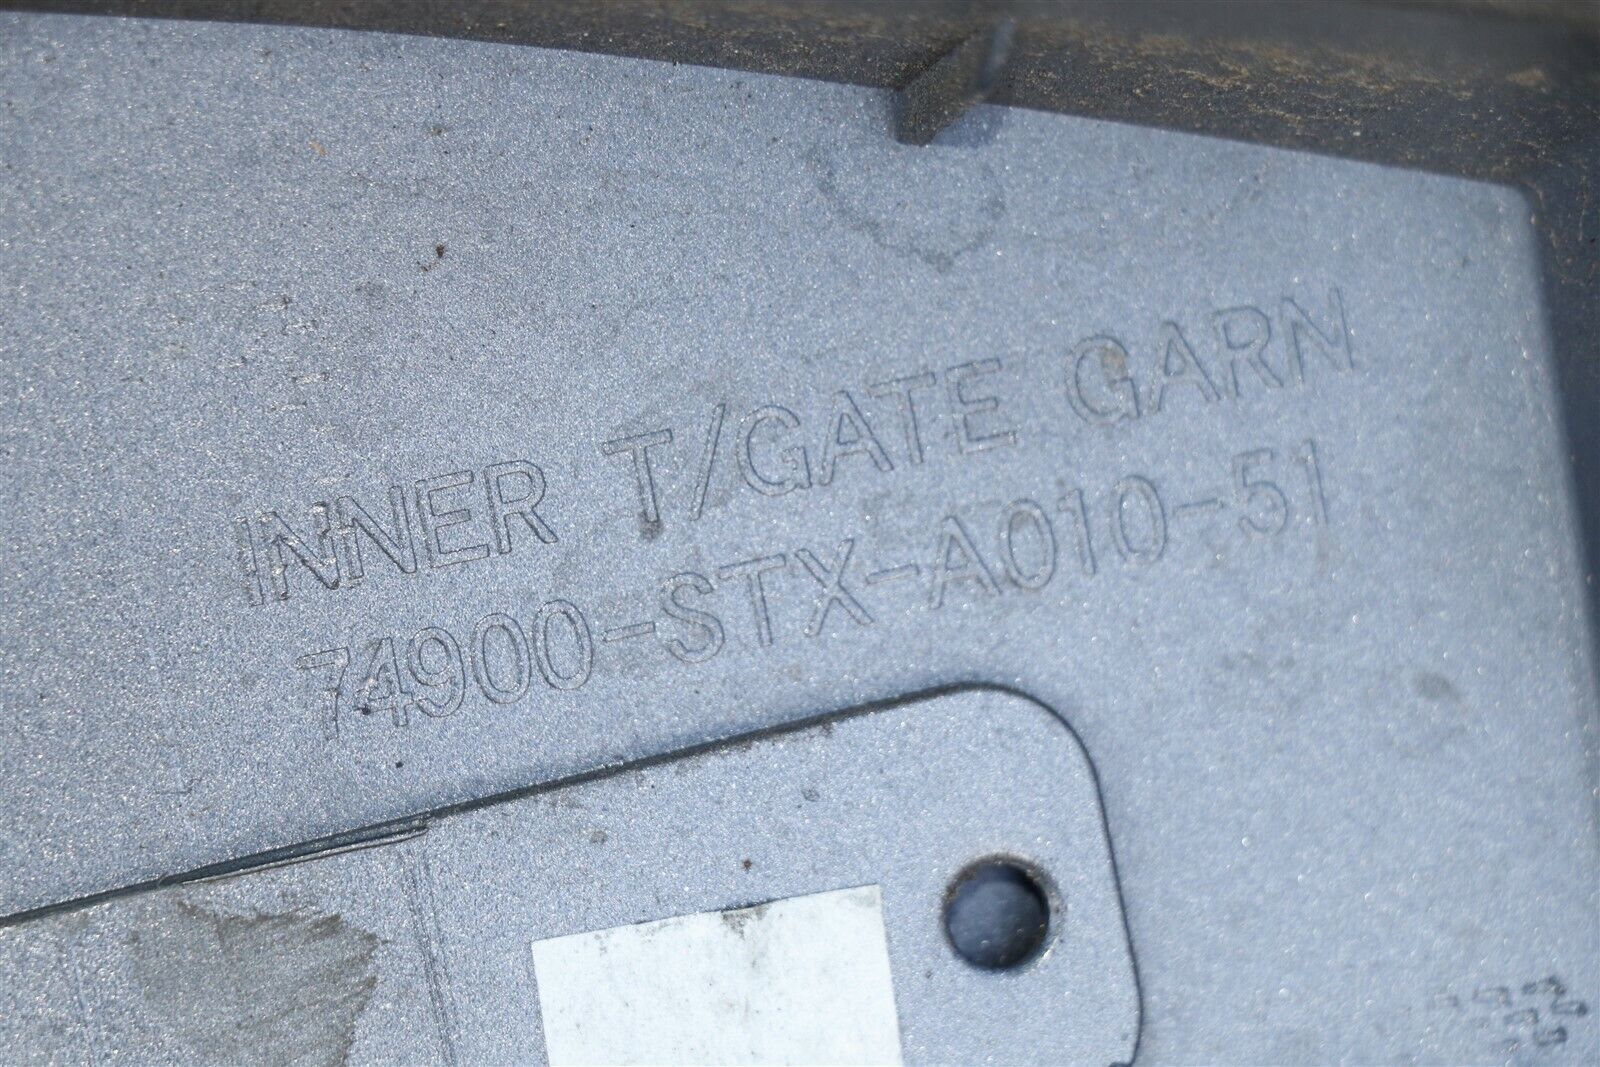 INNER T/GATE GARN
74900-STX-A010-51